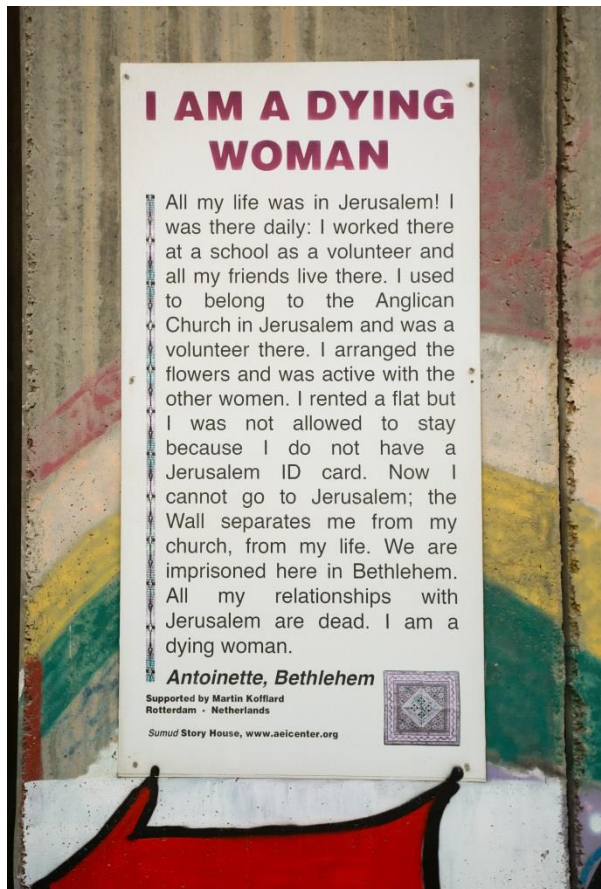 I AM A DYING
WOMAN
All my life was in Jerusalem! I
was there daily: I worked there
at a school as a volunteer and
all my friends live there. I used
to belong to the Anglican
Church in Jerusalem and was a
volunteer there. I arranged the
flowers and was active with the
other women. I rented a flat but
I was not allowed to stay
because I do not have a
Jerusalem ID card. Now I
cannot go to Jerusalem; the
Wall separates me from my
church, from my life. We are
imprisoned here in Bethlehem.
All my relationships with
Jerusalem are dead. I am a
dying woman.
Antoinette, Bethlehem
Supported by Martin Kofflard
Rotterdam - Netherlands
Sumud Story House, www.aeicenter.org